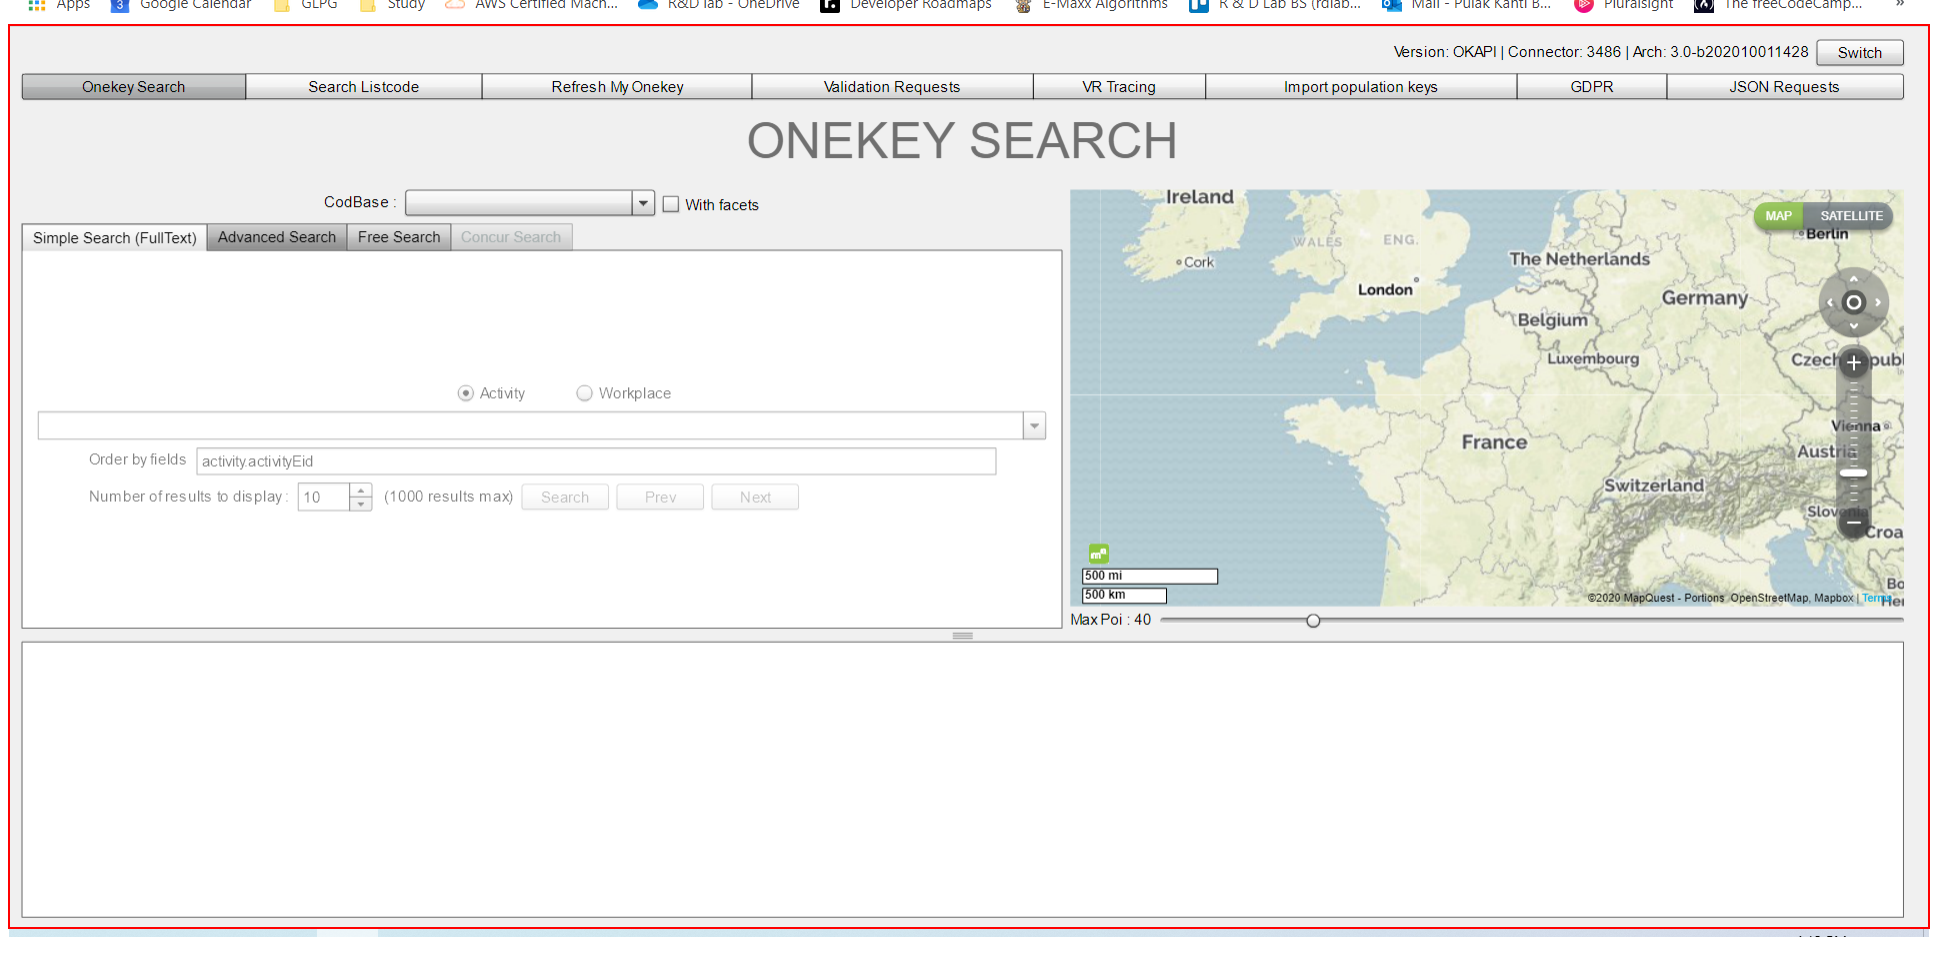 Apps 3 Google Calendar GLPG Study AWS Certified Mach... R&D lab - OneDrive r. Developer Roadmaps E-Maxx Algorithms R & D Lab BS (rdlab... Mail - Pulak Kanti B... Pluralsight The freeCodeCamp... »
Version: OKAPI | Connector: 3486 | Arch: 3.0-b202010011428 Switch
Onekey Search Search Listcode Refresh My Onekey Validation Requests VR Tracing Import population keys GDPR JSON Requests
ONEKEY SEARCH
CodBase : With facets
Simple Search (FullText) Advanced Search Free Search Concur Search
Activity Workplace
Order by fields activity.activityEid
Number of results to display : 10 (1000 results max) Search Prev Next
Ireland
MAP SATELLITE
Berlin
WALES ENG.
Cork
The Netherlands
London
Germany
Belgium
Luxembourg
Czech Republ
Vienna
France
Austria
Switzerland
Slovenia
Croa
m^q
500 mi
500 km
Bo
©2020 MapQuest - Portions OpenStreetMap, Mapbox | Terms
Her
Max Poi : 40